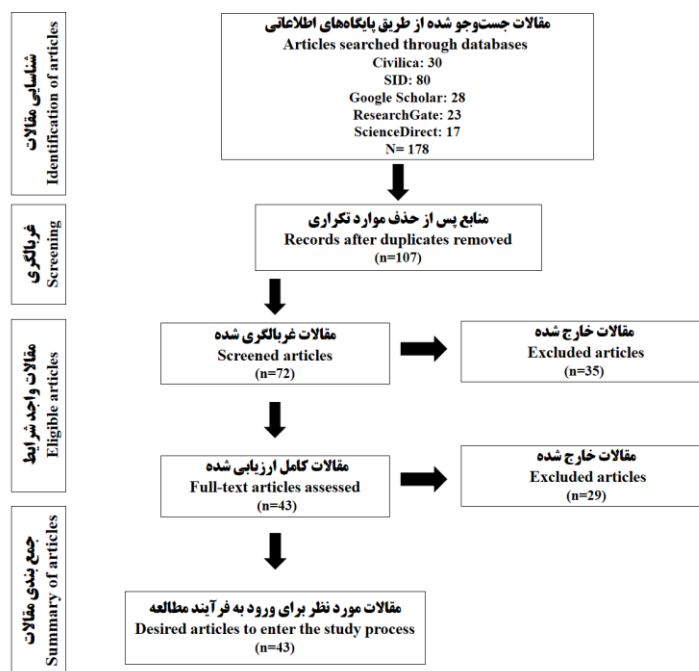 شناسایی مقالات
Identification of articles
مقالات جست‌وجو شده از طریق پایگاه‌های اطلاعاتی
Articles searched through databases
Civilica: 30
SID: 80
Google Scholar: 28
ResearchGate: 23
ScienceDirect: 17
N= 178
غربالگری
Screening
منابع پس از حذف موارد تکراری
Records after duplicates removed
(n=107)
مقالات واجد شرایط
Eligible articles
مقالات غربالگری شده
Screened articles
(n=72)
مقالات خارج شده
Excluded articles
(n=35)
مقالات کامل ارزیابی شده
Full-text articles assessed
(n=43)
مقالات خارج شده
Excluded articles
(n=29)
جمع بندی مقالات
Summary of articles
مقالات مورد نظر برای ورود به فرآیند مطالعه
Desired articles to enter the study process
(n=43)